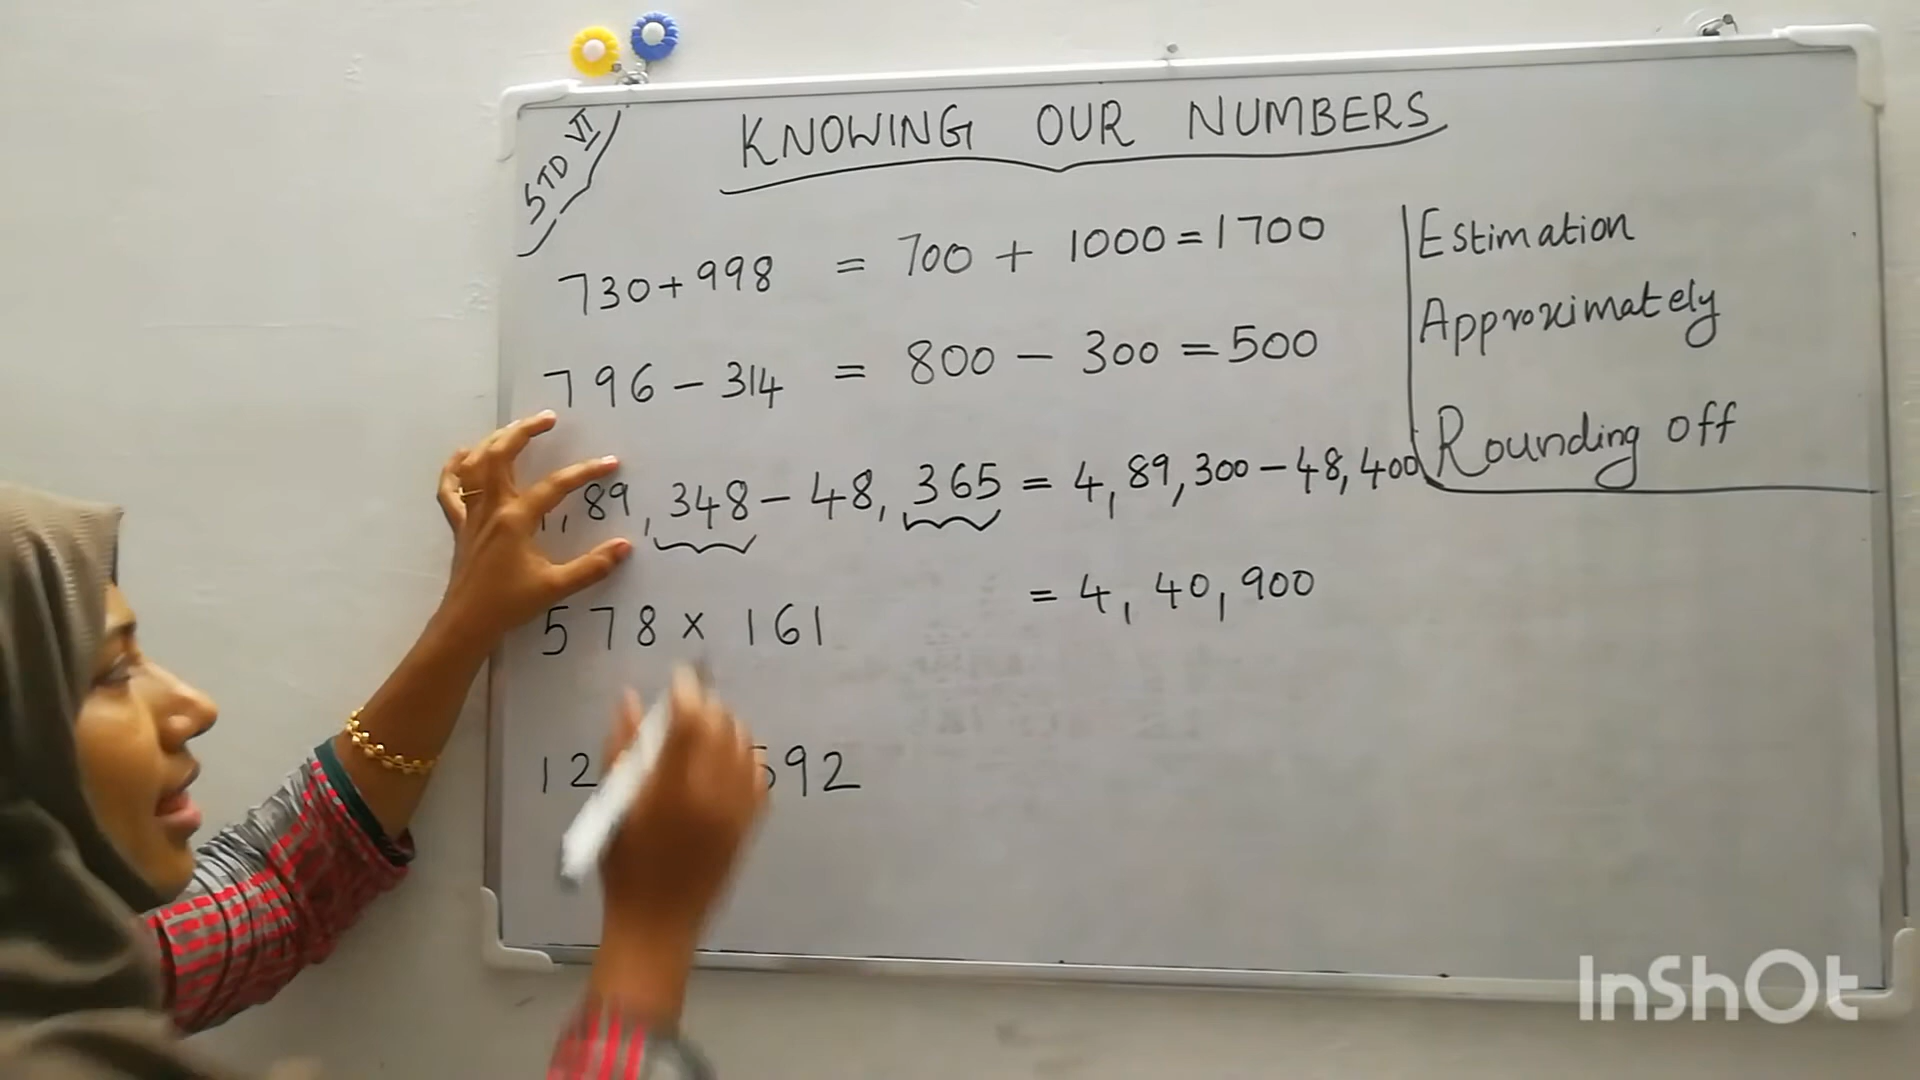 STD VI
KNOWING OUR NUMBERS
730+998 = 700 + 1000 = 1700
796 - 314 = 800 - 300 = 500
,89,348 - 48,365 = 4,89,300 - 48,400
= 4,40,900
578 × 161
12 592
Estimation
Approximately
Rounding off
InShOt